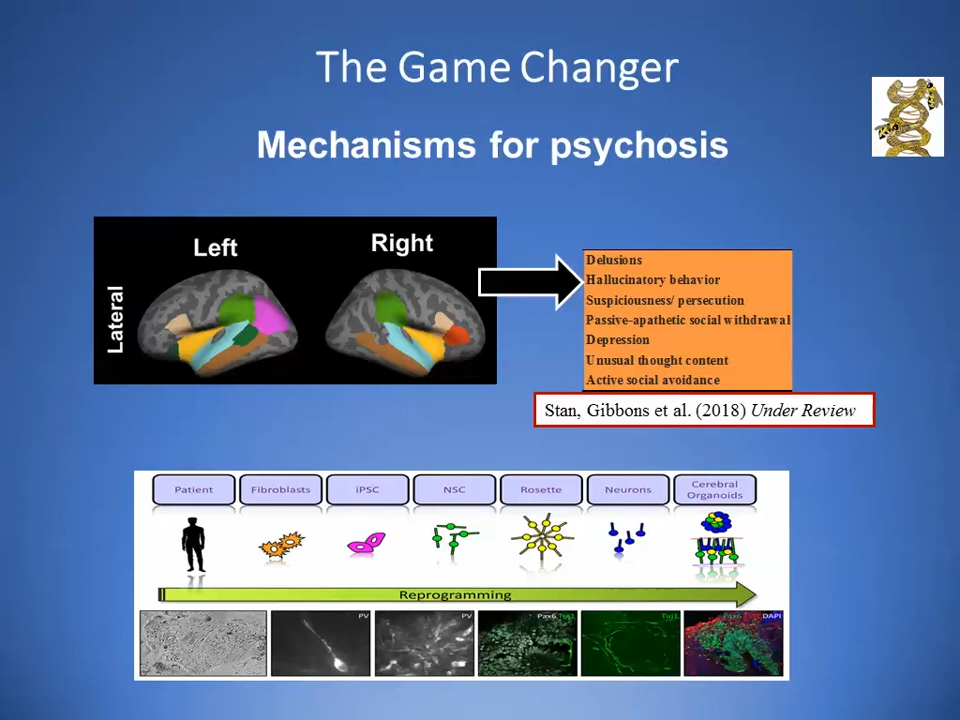 The Game Changer
Mechanisms for psychosis
Left
Right
Lateral
Delusions
Hallucinatory behavior
Suspiciousness/ persecution
Passive-apathetic social withdrawal
Depression
Unusual thought content
Active social avoidance
Stan, Gibbons et al. (2018) Under Review
Patient
Fibroblasts
iPSC
NSC
Rosette
Neurons
Cerebral
Organoids
Reprogramming
PV
PV
Pax6 Tuj1
Tuj1
Pax6 Tuj1 DAPI